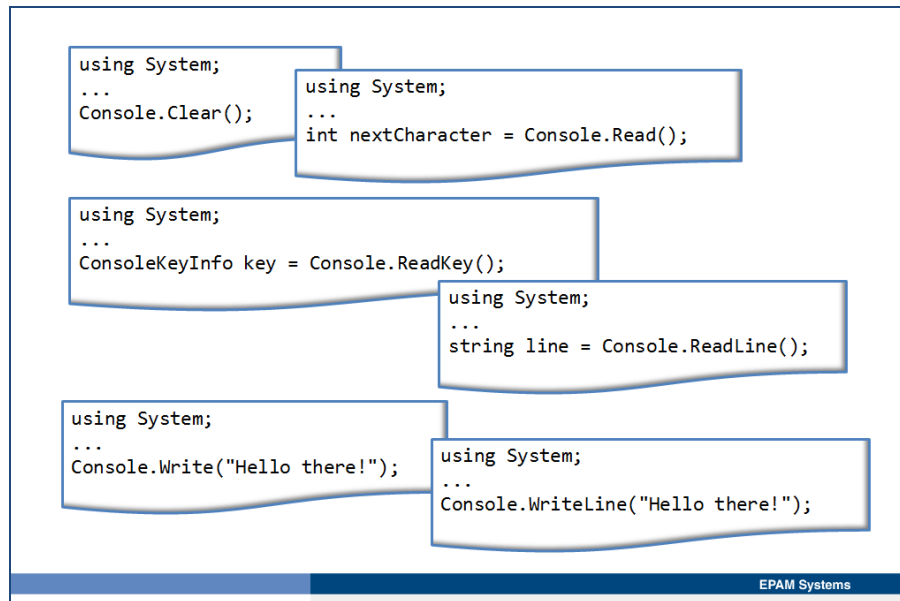 using System;
...
Console.Clear();
using System;
...
int nextCharacter = Console.Read();
using System;
...
ConsoleKeyInfo key = Console.ReadKey();
using System;
...
string line = Console.ReadLine();
using System;
...
Console.Write("Hello there!");
using System;
...
Console.WriteLine("Hello there!");
EPAM Systems